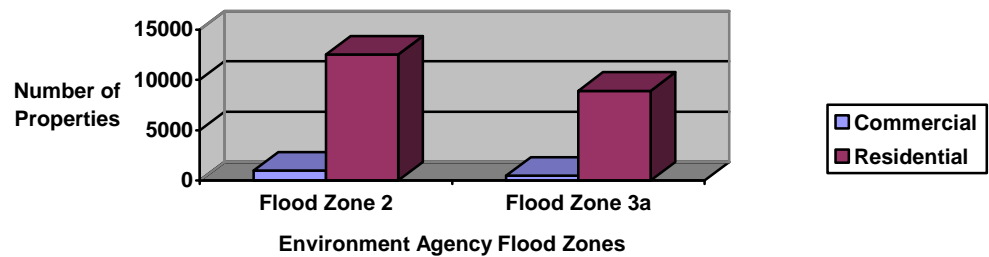 15000
10000
5000
0
Number of
Properties
Flood Zone 2
Flood Zone 3a
Environment Agency Flood Zones
Commercial
Residential